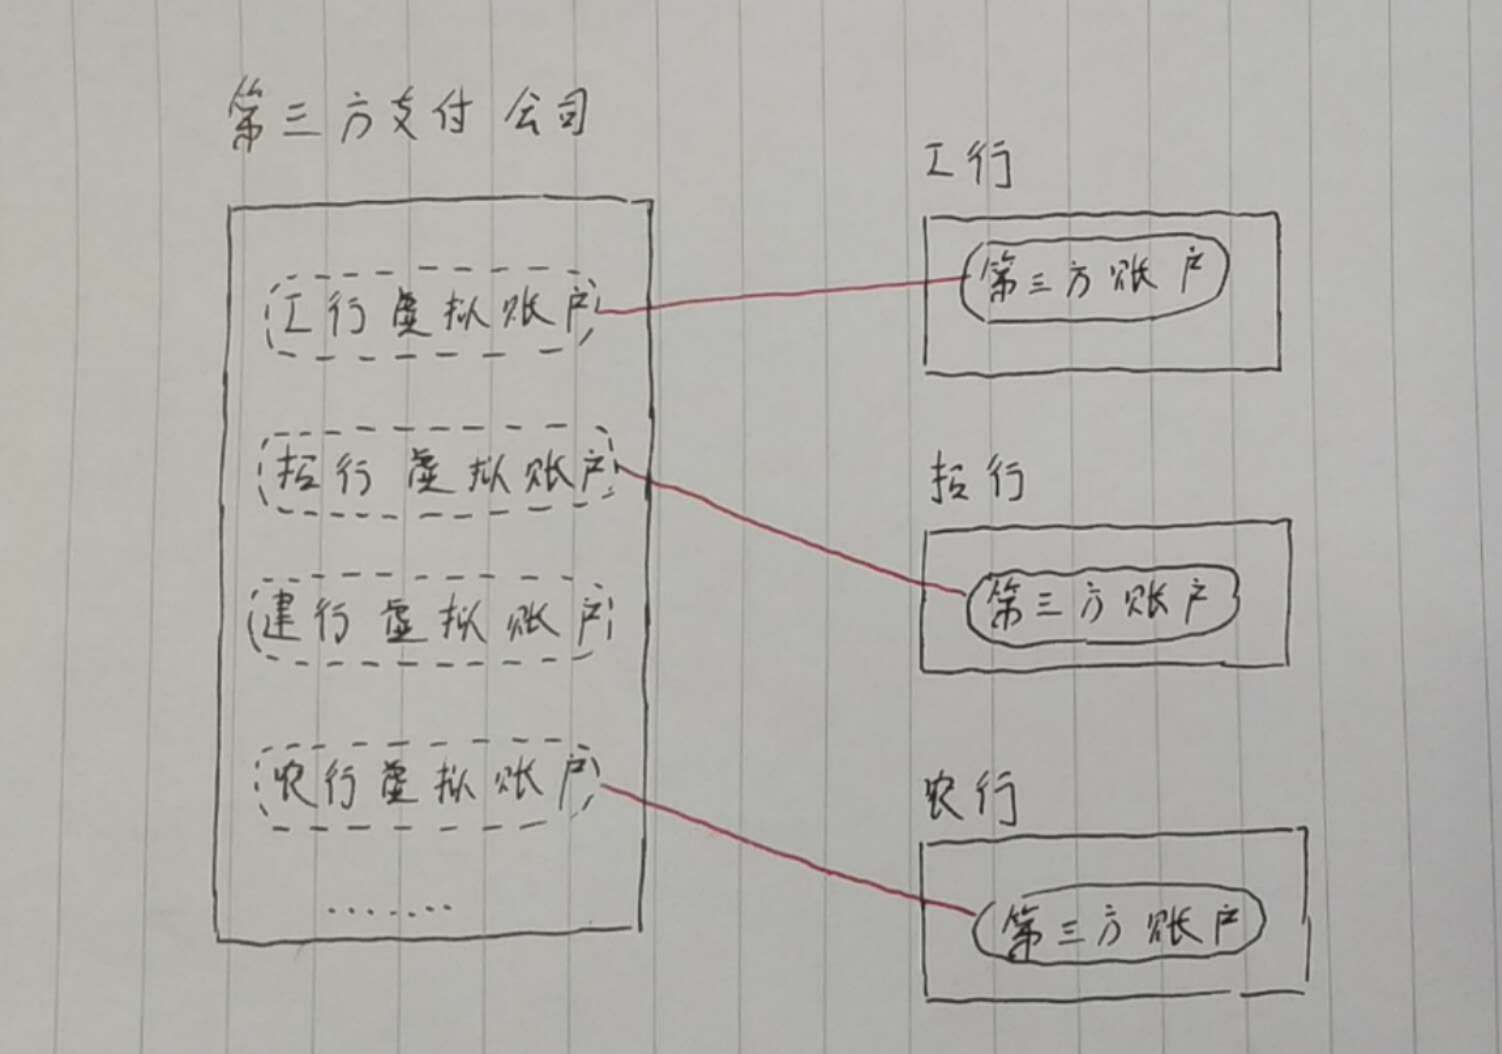 第三方支付公司
工行虚拟账户
招行虚拟账户
建行虚拟账户
农行虚拟账户
.......
工行
第三方账户
招行
第三方账户
农行
第三方账户